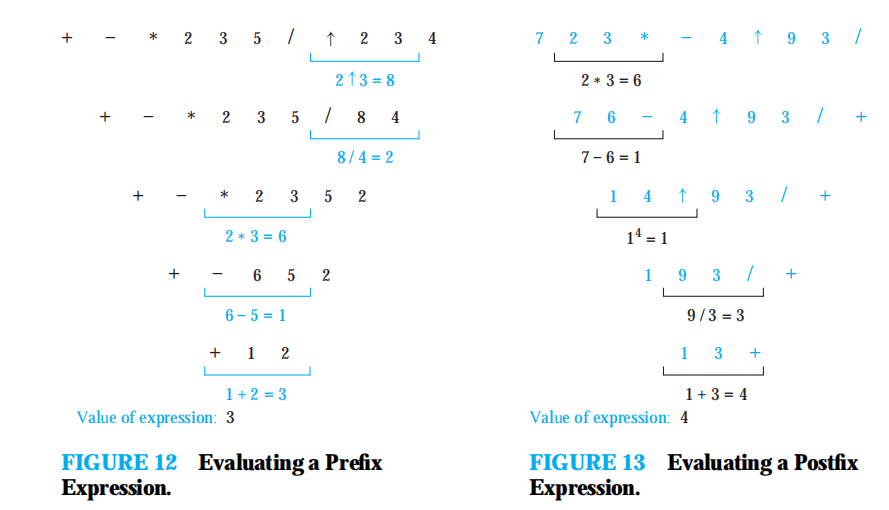 + − * 2 3 5 / ↑ 2 3 4
2 ↑ 3 = 8
+ − * 2 3 5 / 8 4
8 / 4 = 2
+ − * 2 3 5 2
2 * 3 = 6
+ − 6 5 2
6 − 5 = 1
+ 1 2
1 + 2 = 3
Value of expression: 3
FIGURE 12 Evaluating a Prefix
Expression.
7 2 3 * − 4 ↑ 9 3 /
2 * 3 = 6
7 6 − 4 ↑ 9 3 / +
7 − 6 = 1
1 4 ↑ 9 3 / +
1⁴ = 1
1 9 3 / +
9 / 3 = 3
1 3 +
1 + 3 = 4
Value of expression: 4
FIGURE 13 Evaluating a Postfix
Expression.